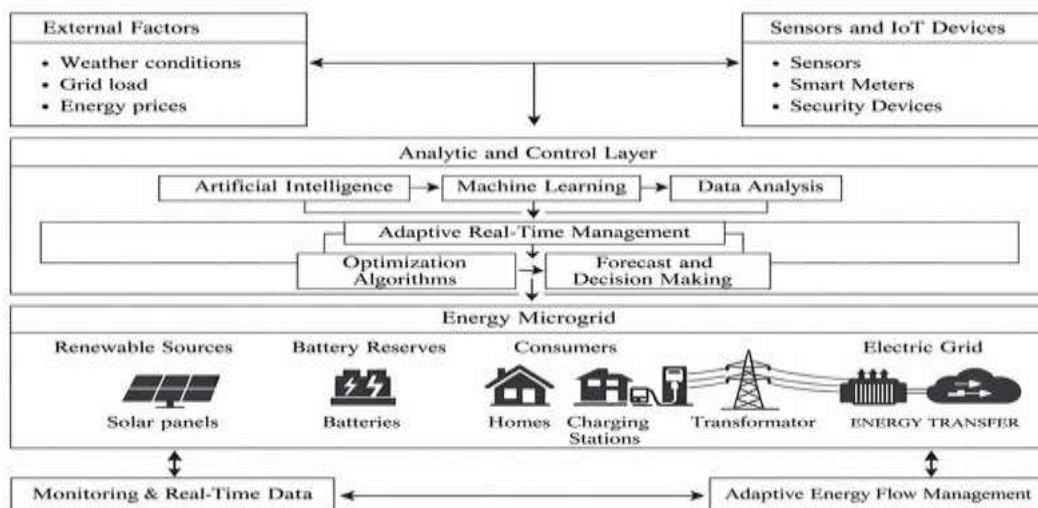 External Factors
• Weather conditions
• Grid load
• Energy prices
Sensors and IoT Devices
• Sensors
• Smart Meters
• Security Devices
Analytic and Control Layer
Artificial Intelligence
Machine Learning
Data Analysis
Adaptive Real-Time Management
Optimization
Algorithms
Forecast and
Decision Making
Energy Microgrid
Renewable Sources
Battery Reserves
Consumers
Electric Grid
Solar panels
Batteries
Homes
Charging
Stations
Transformator
ENERGY TRANSFER
Monitoring & Real-Time Data
Adaptive Energy Flow Management